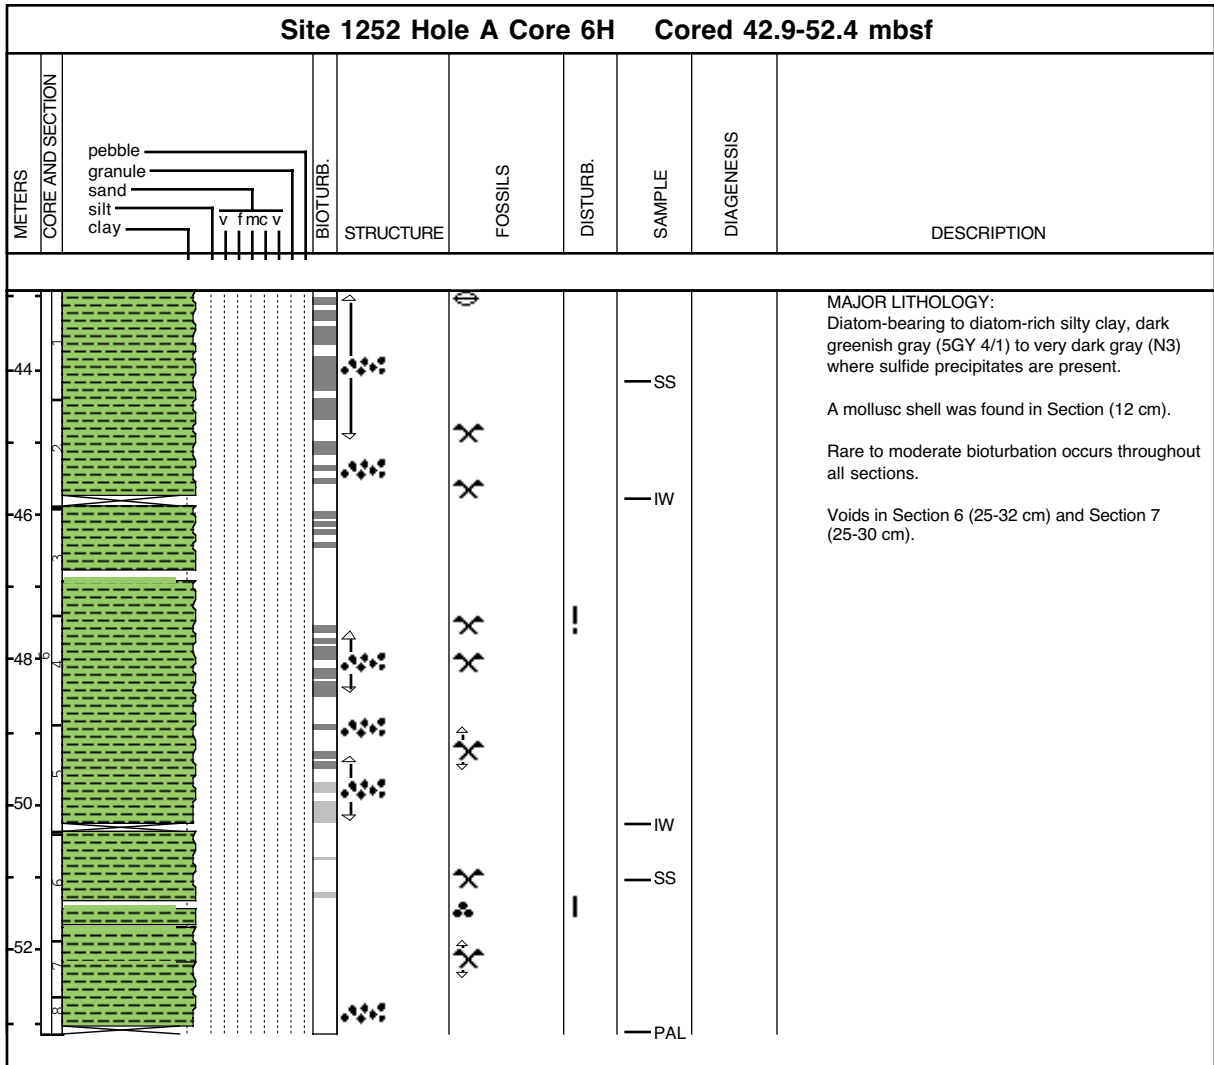 Site 1252 Hole A Core 6H Cored 42.9-52.4 mbsf
METERS
CORE AND SECTION
pebble
granule
sand
silt
clay
v f m c v
BIOTURB.
STRUCTURE
FOSSILS
DISTURB.
SAMPLE
DIAGENESIS
DESCRIPTION
MAJOR LITHOLOGY:
Diatom-bearing to diatom-rich silty clay, dark
greenish gray (5GY 4/1) to very dark gray (N3)
where sulfide precipitates are present.
A mollusc shell was found in Section (12 cm).
Rare to moderate bioturbation occurs throughout
all sections.
Voids in Section 6 (25-32 cm) and Section 7
(25-30 cm).
44
46
48
50
52
6
1
2
3
4
5
6
7
8
SS
IW
IW
SS
PAL